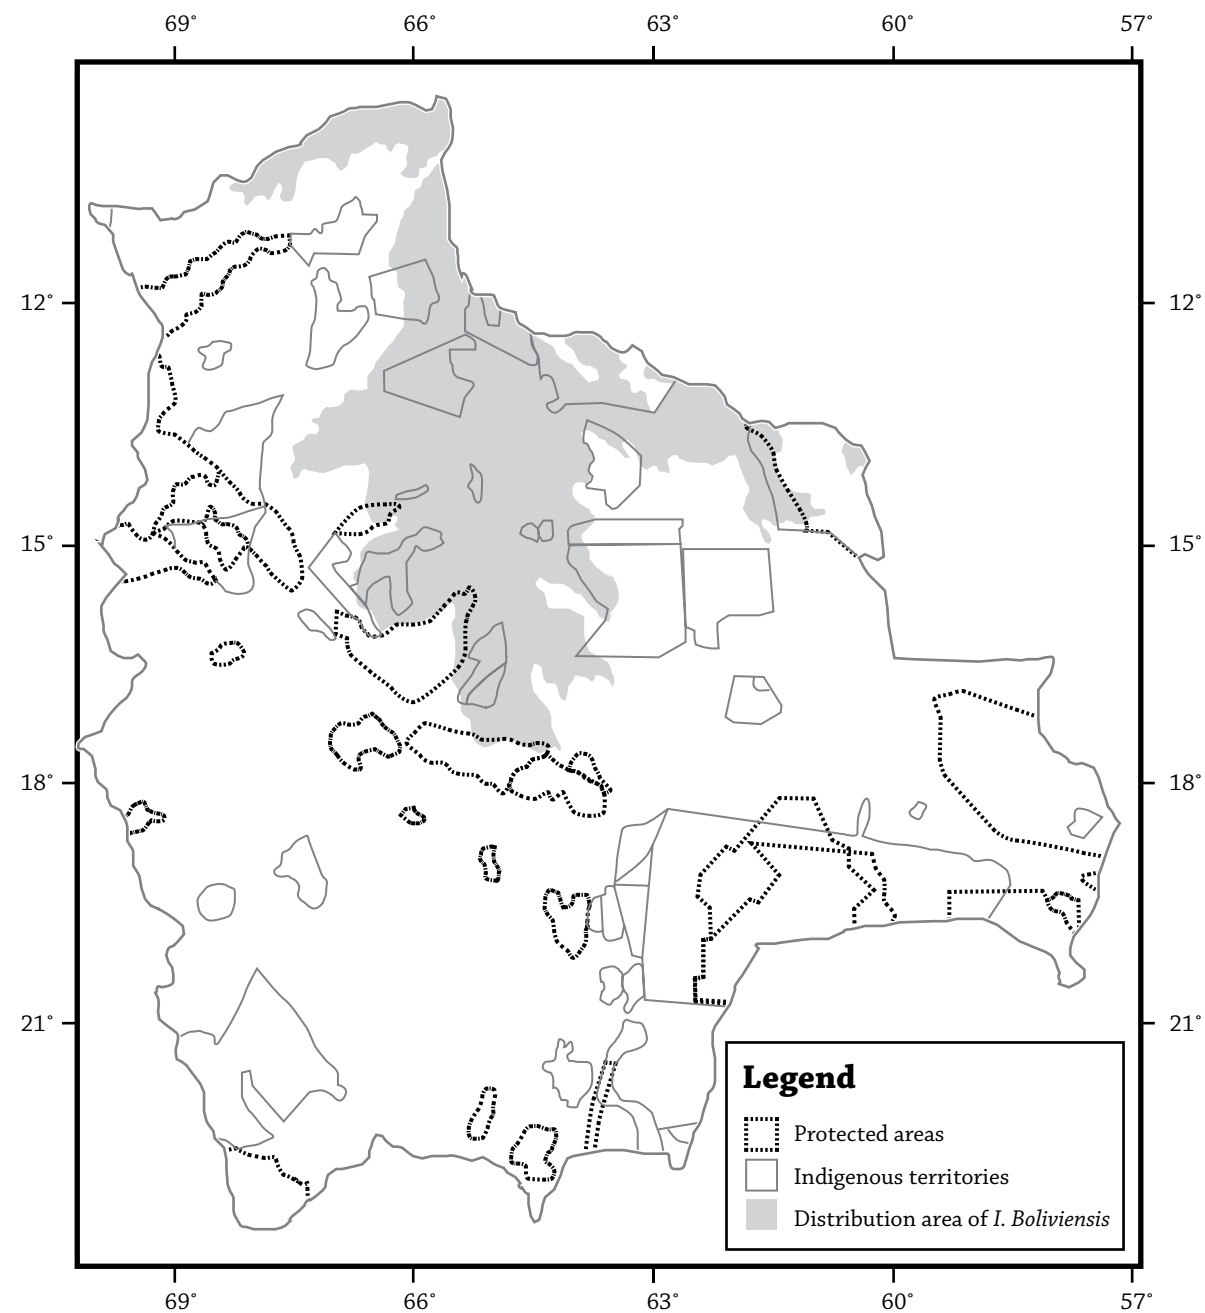 69° 66° 63° 60° 57°
12° 12°
15° 15°
18° 18°
21° 21°
Legend
Protected areas
Indigenous territories
Distribution area of I. Boliviensis
69° 66° 63° 60° 57°